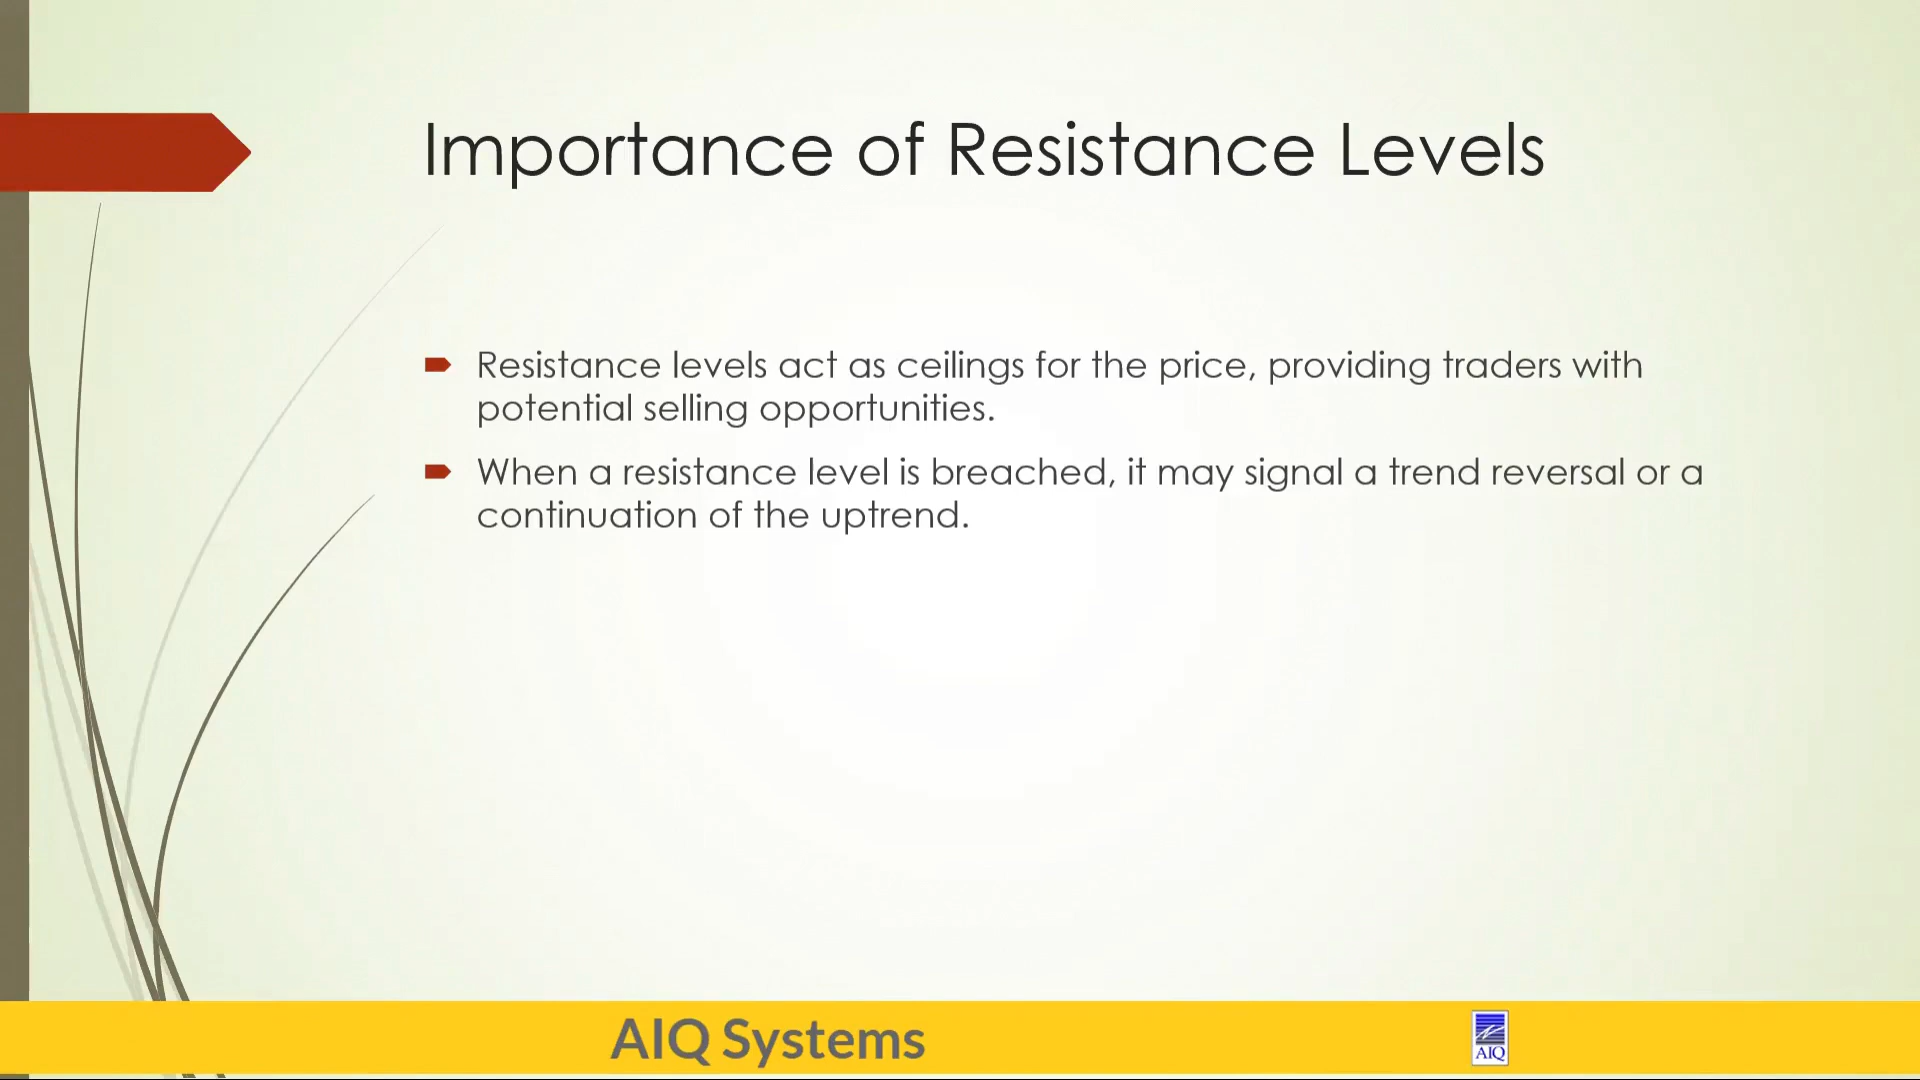 Importance of Resistance Levels
Resistance levels act as ceilings for the price, providing traders with
potential selling opportunities.
When a resistance level is breached, it may signal a trend reversal or a
continuation of the uptrend.
AIQ Systems
AIQ